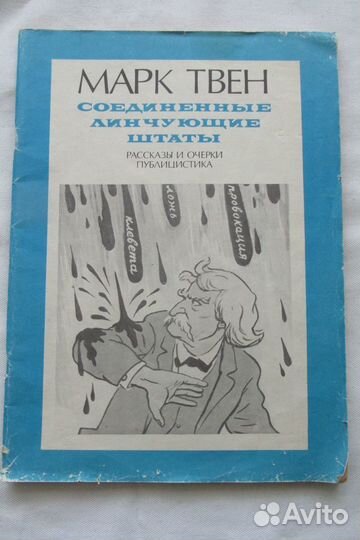 МАРК ТВЕН
СОЕДИНЕННЫЕ
ЛИНЧУЮЩИЕ
ШТАТЫ
РАССКАЗЫ И ОЧЕРКИ
ПУБЛИЦИСТИКА
клевета
ложь
провокация
Avito